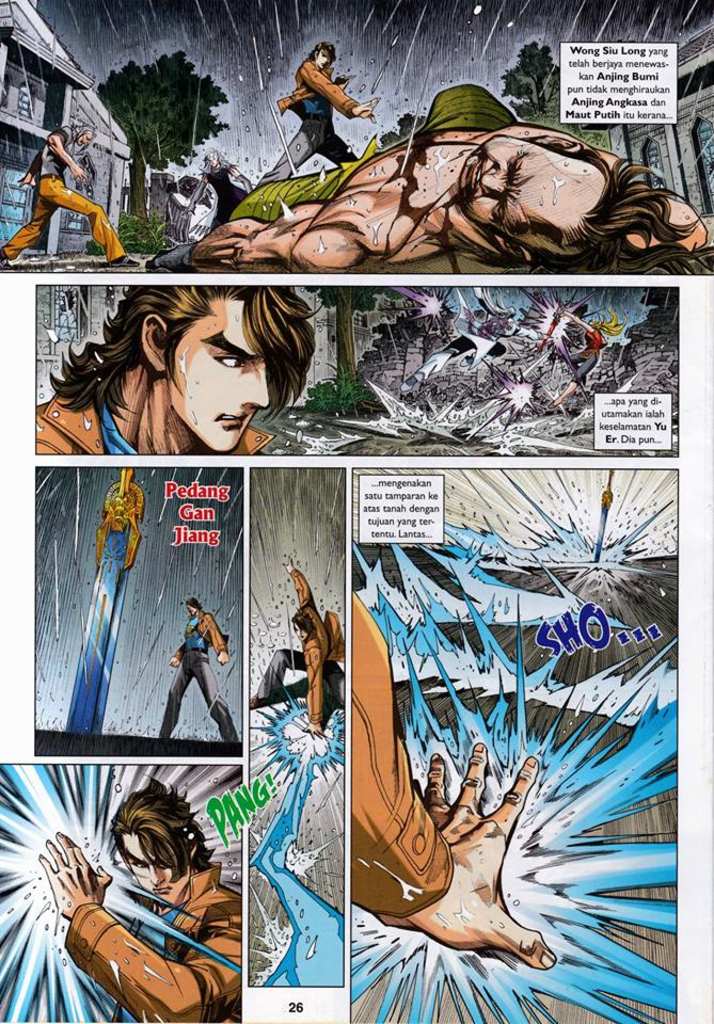 Wong Siu Long yang
telah berjaya menewas-
kan Anjing Bumi
pun tidak menghiraukan
Anjing Angkasa dan
Maut Putih itu kerana...
...apa yang di-
utamakan ialah
keselamatan Yu
Er. Dia pun...
Pedang
Gan
Jiang
...mengenakan
satu tamparan ke
atas tanah dengan
tujuan yang ter-
tentu. Lantas...
SHO...
PANG!
26